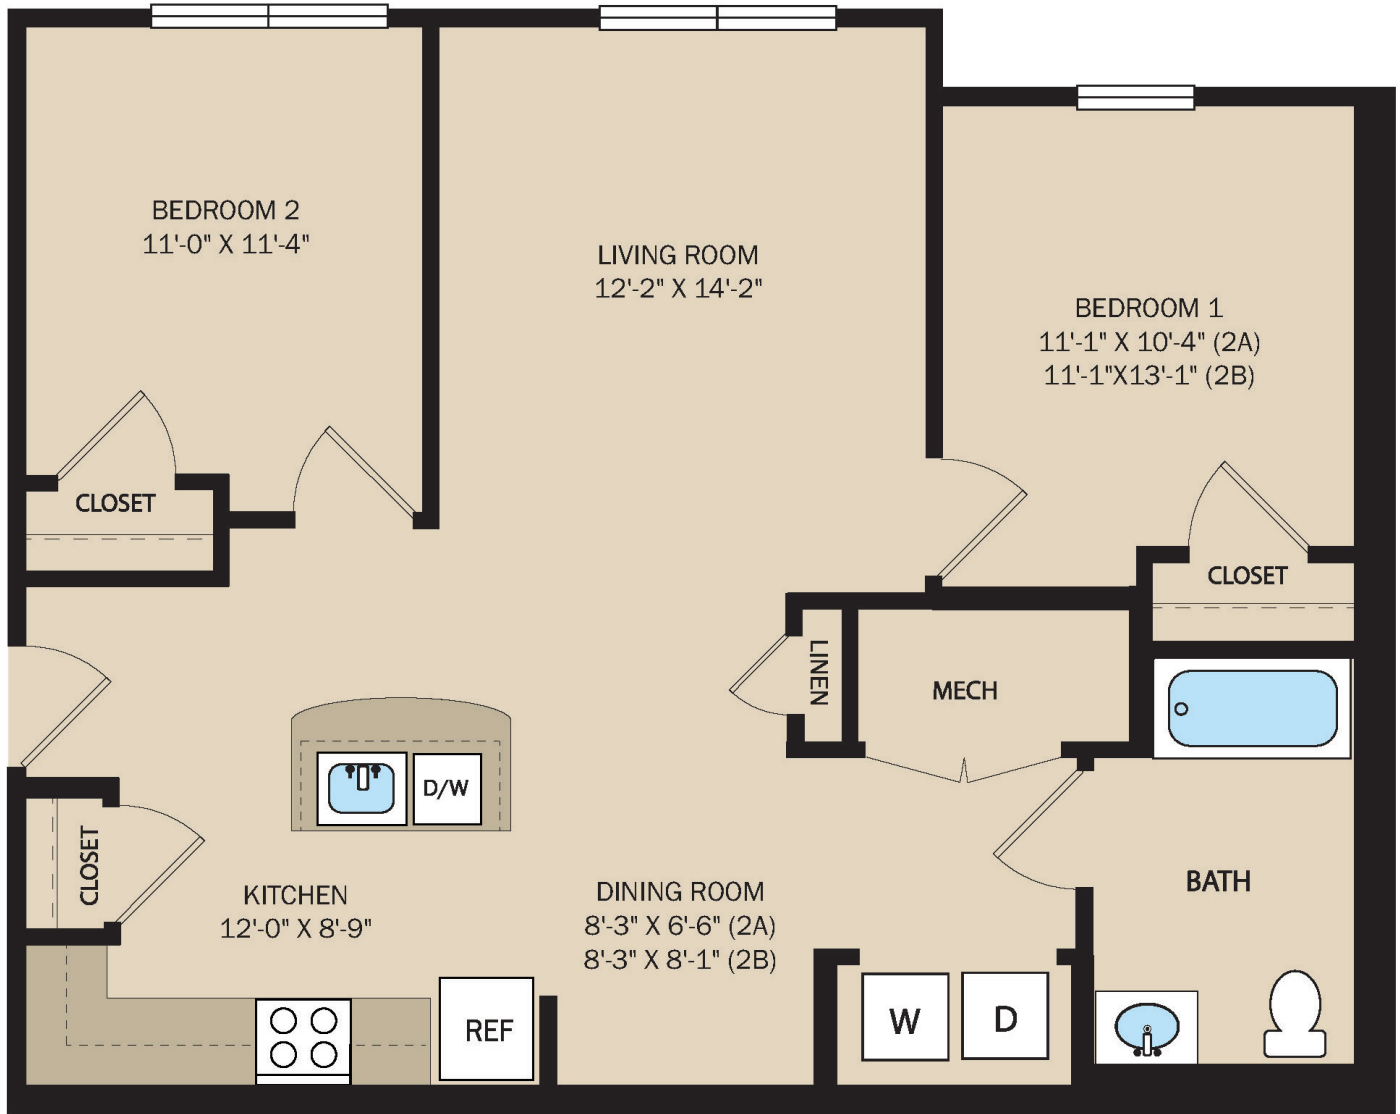 BEDROOM 2
11'-0" X 11'-4"
LIVING ROOM
12'-2" X 14'-2"
BEDROOM 1
11'-1" X 10'-4" (2A)
11'-1"X13'-1" (2B)
CLOSET
CLOSET
LINEN
MECH
D/W
CLOSET
KITCHEN
12'-0" X 8'-9"
DINING ROOM
8'-3" X 6'-6" (2A)
8'-3" X 8'-1" (2B)
BATH
REF
W
D